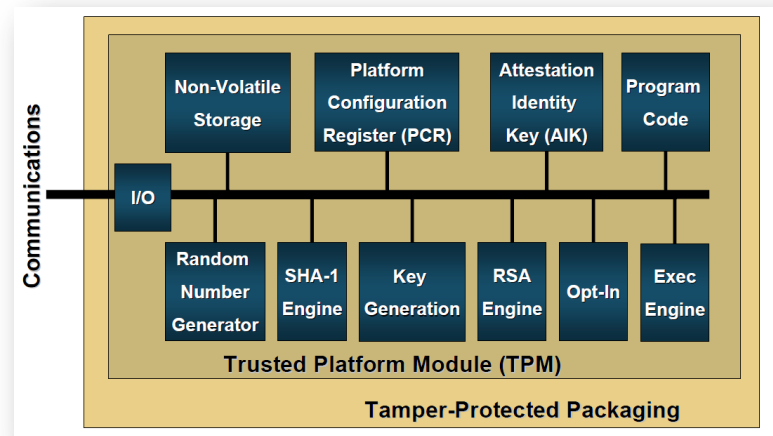 Non-Volatile
Storage
Platform
Configuration
Register (PCR)
Attestation
Identity
Key (AIK)
Program
Code
Communications
I/O
Random
Number
Generator
SHA-1
Engine
Key
Generation
RSA
Engine
Opt-In
Exec
Engine
Trusted Platform Module (TPM)
Tamper-Protected Packaging